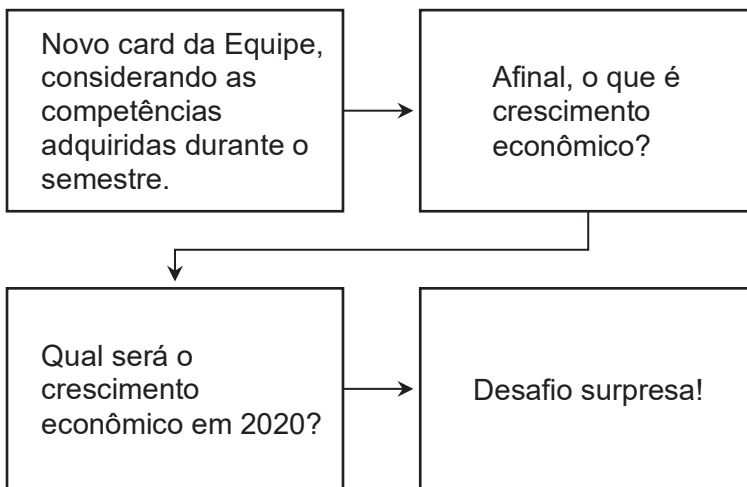 Novo card da Equipe,
considerando as
competências
adquiridas durante o
semestre.
Afinal, o que é
crescimento
econômico?
Qual será o
crescimento
econômico em 2020?
Desafio surpresa!